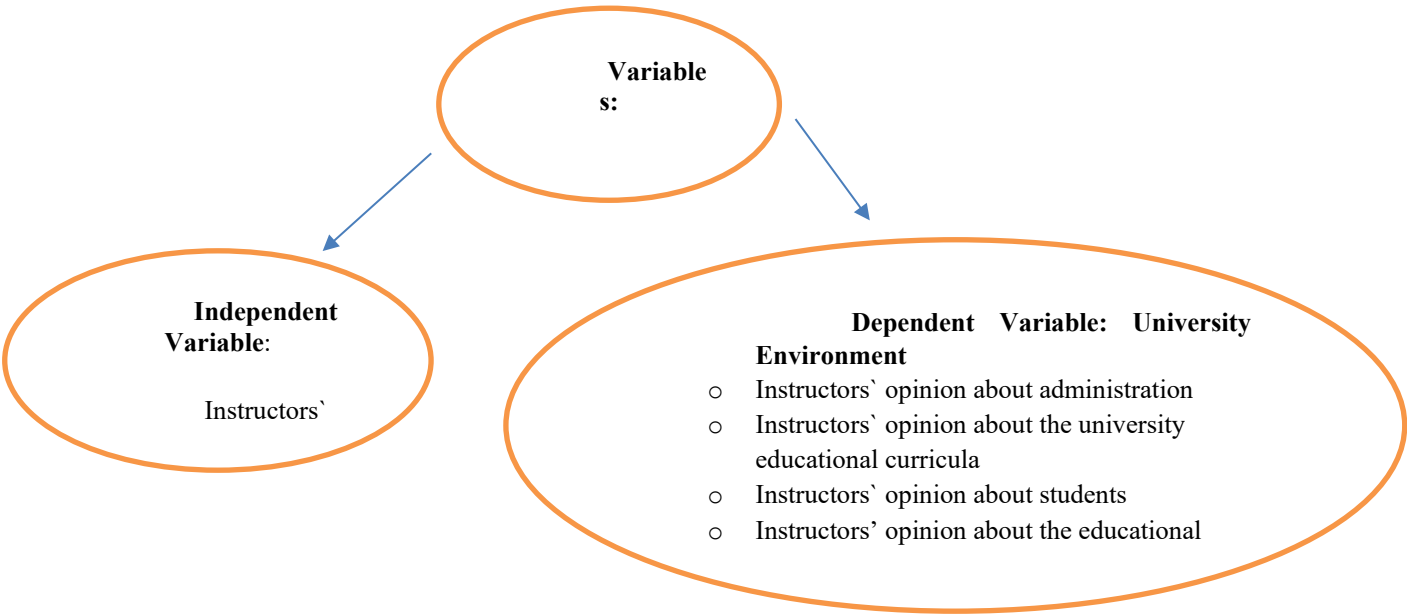 Variable
s:
Independent
Variable:
Instructors`
Dependent Variable: University
Environment
o Instructors` opinion about administration
o Instructors` opinion about the university
educational curricula
o Instructors` opinion about students
o Instructors’ opinion about the educational